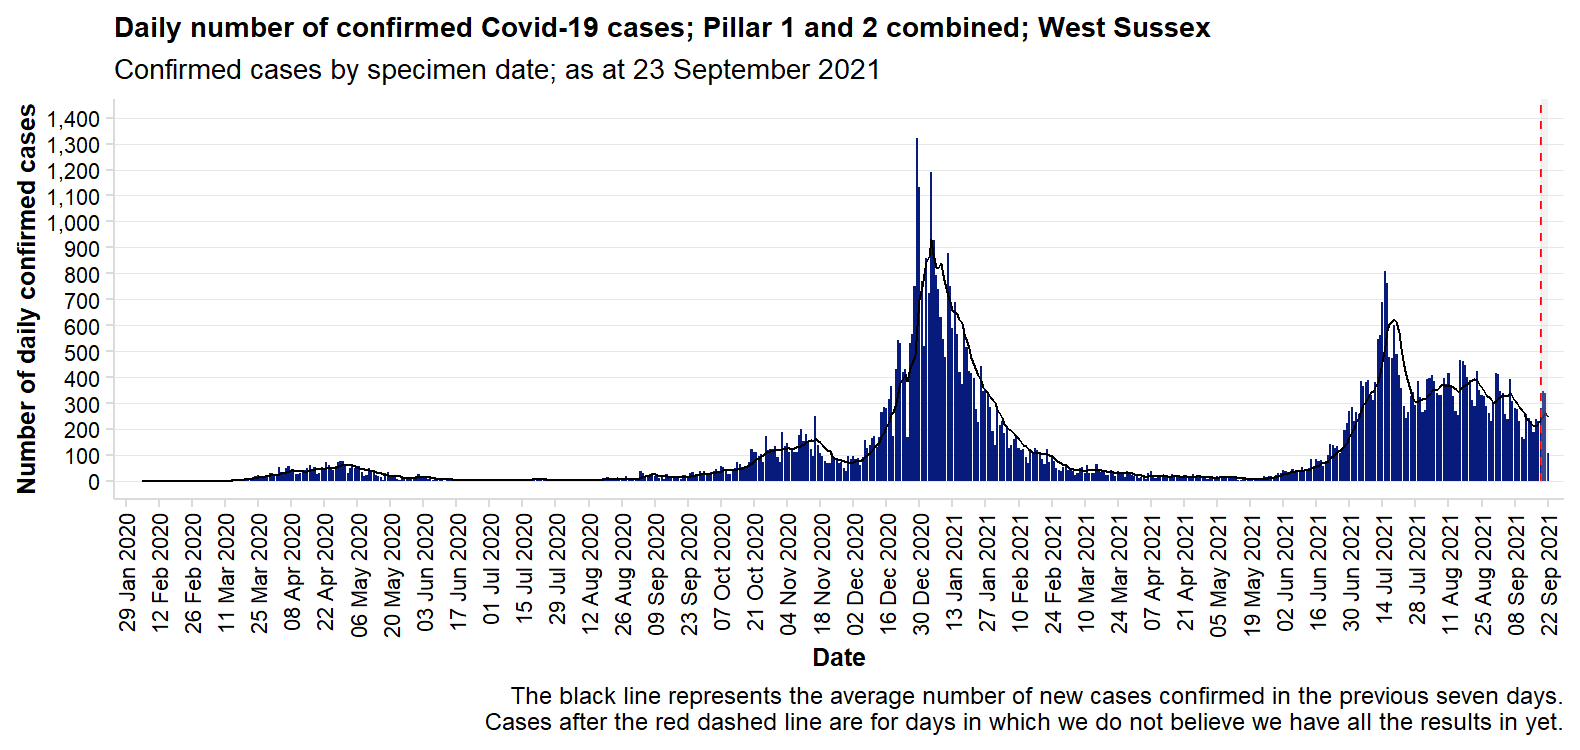 Daily number of confirmed Covid-19 cases; Pillar 1 and 2 combined; West Sussex
Confirmed cases by specimen date; as at 23 September 2021
Number of daily confirmed cases
1,400
1,300
1,200
1,100
1,000
900
800
700
600
500
400
300
200
100
0
29 Jan 2020
12 Feb 2020
26 Feb 2020
11 Mar 2020
25 Mar 2020
08 Apr 2020
22 Apr 2020
06 May 2020
20 May 2020
03 Jun 2020
17 Jun 2020
01 Jul 2020
15 Jul 2020
29 Jul 2020
12 Aug 2020
26 Aug 2020
09 Sep 2020
23 Sep 2020
07 Oct 2020
21 Oct 2020
04 Nov 2020
18 Nov 2020
02 Dec 2020
16 Dec 2020
30 Dec 2020
13 Jan 2021
27 Jan 2021
10 Feb 2021
24 Feb 2021
10 Mar 2021
24 Mar 2021
07 Apr 2021
21 Apr 2021
05 May 2021
19 May 2021
02 Jun 2021
16 Jun 2021
30 Jun 2021
14 Jul 2021
28 Jul 2021
11 Aug 2021
25 Aug 2021
08 Sep 2021
22 Sep 2021
Date
The black line represents the average number of new cases confirmed in the previous seven days.
Cases after the red dashed line are for days in which we do not believe we have all the results in yet.